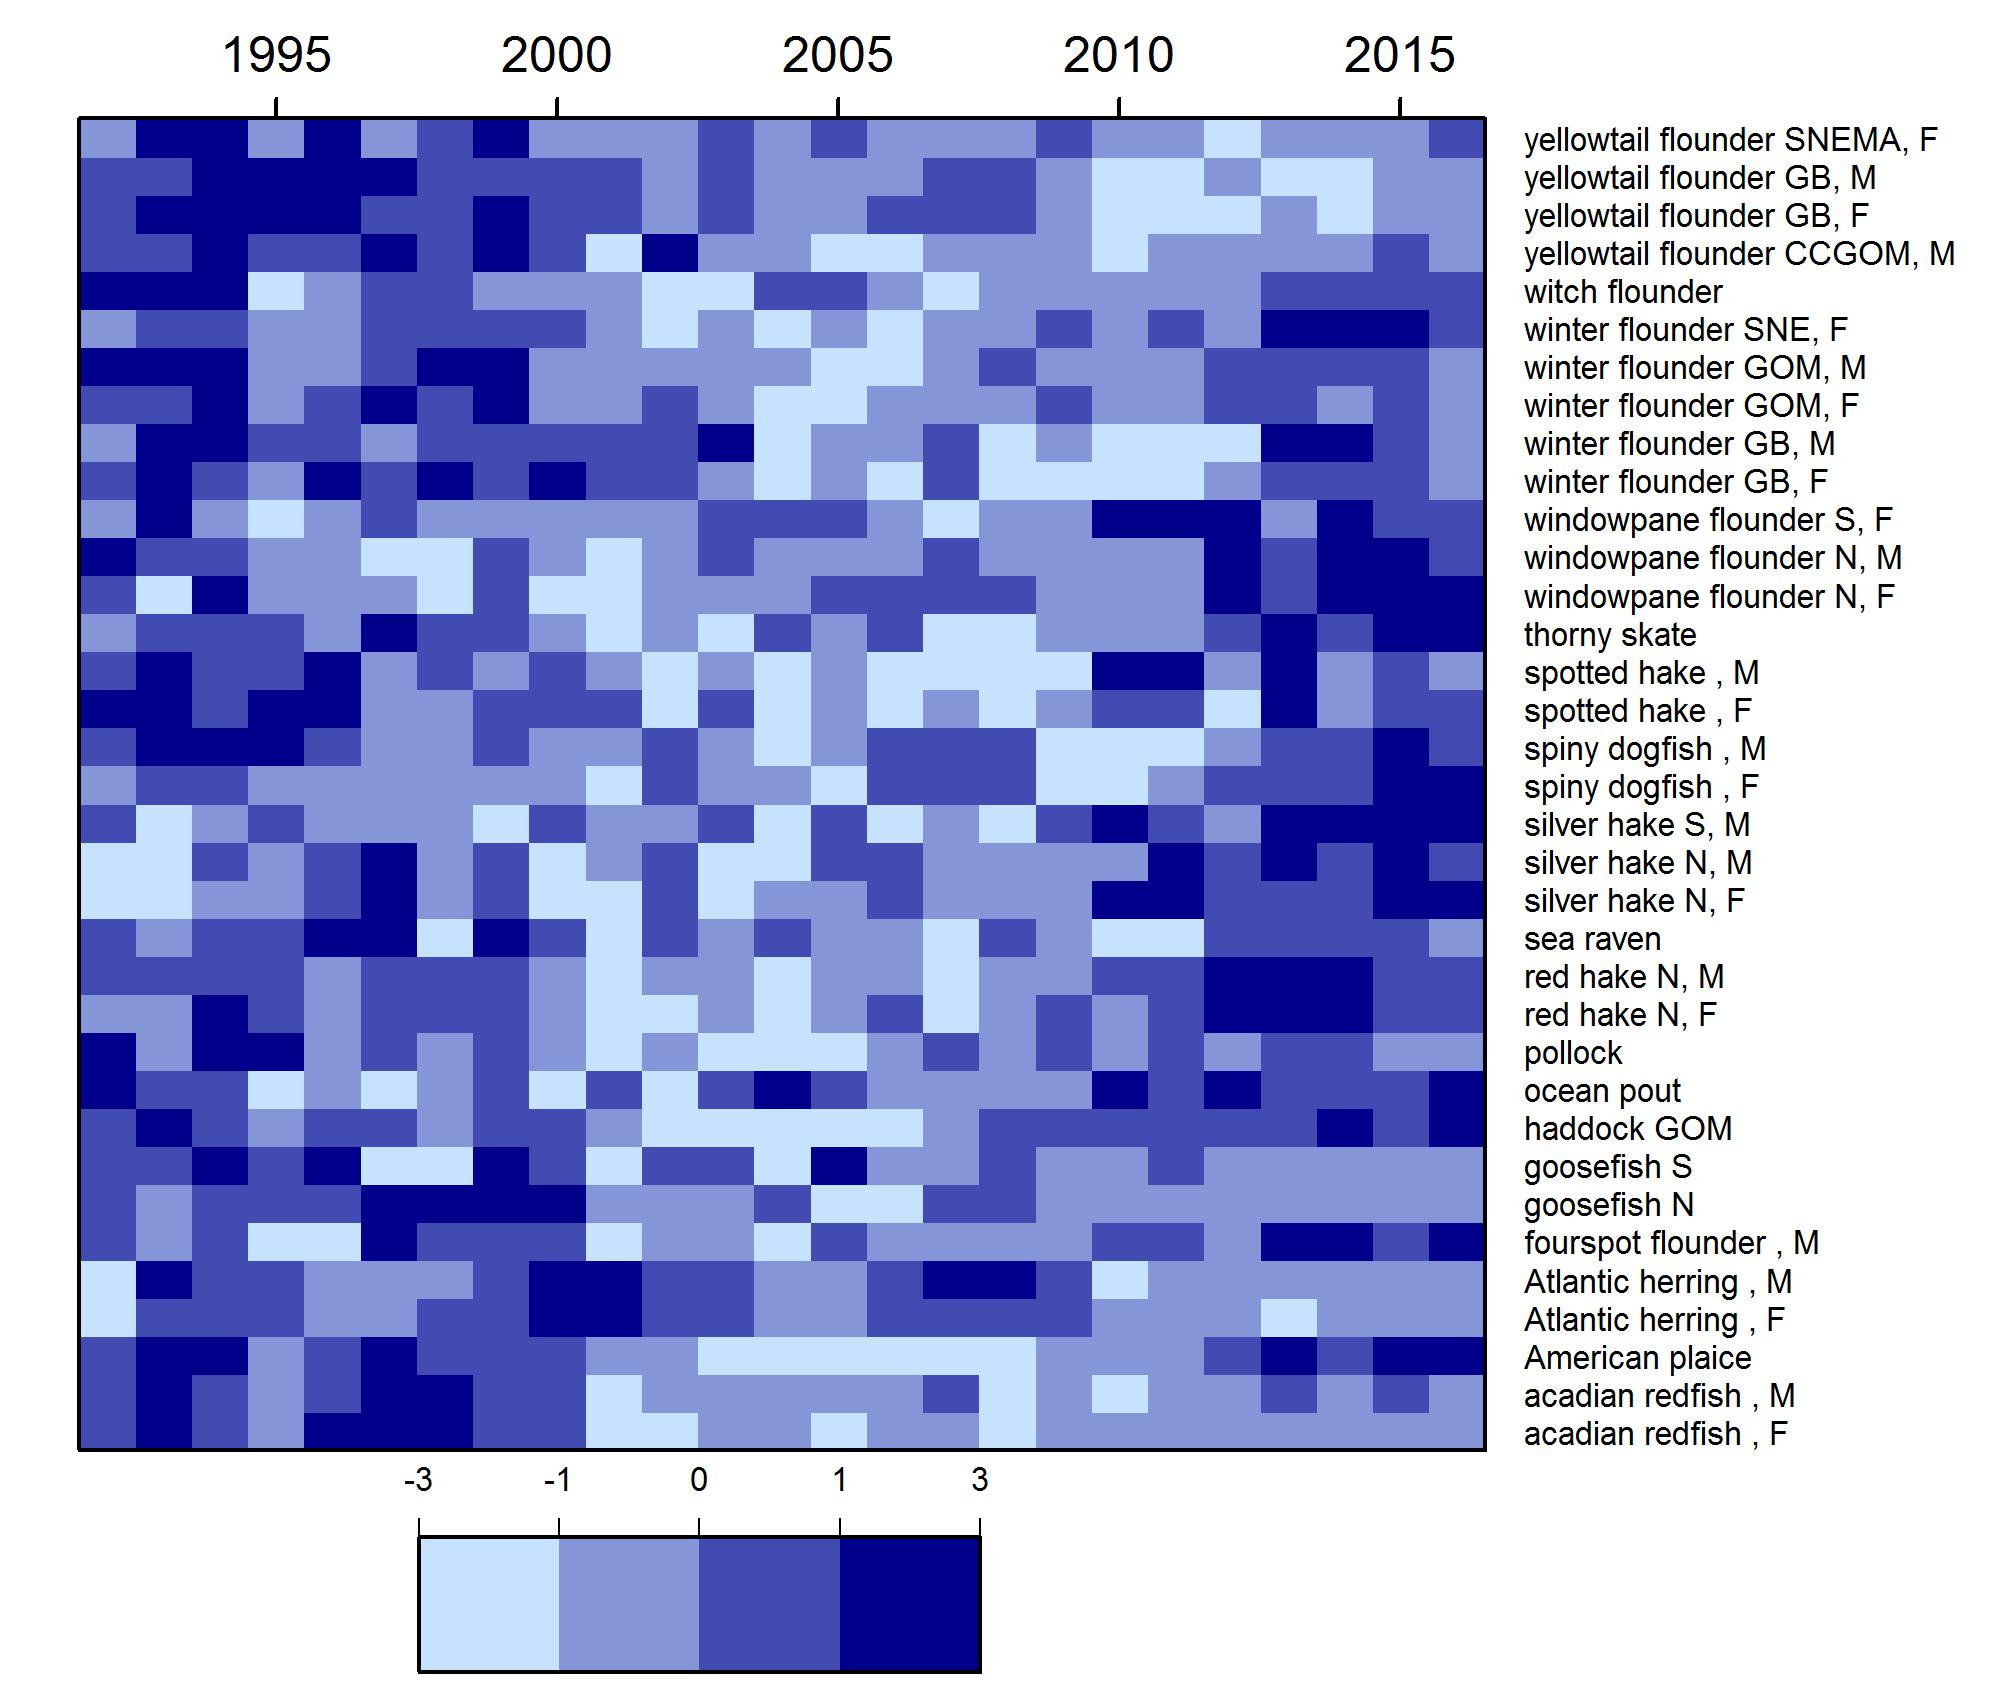 1995 2000 2005 2010 2015
yellowtail flounder SNEMA, F
yellowtail flounder GB, M
yellowtail flounder GB, F
yellowtail flounder CCGOM, M
witch flounder
winter flounder SNE, F
winter flounder GOM, M
winter flounder GOM, F
winter flounder GB, M
winter flounder GB, F
windowpane flounder S, F
windowpane flounder N, M
windowpane flounder N, F
thorny skate
spotted hake , M
spotted hake , F
spiny dogfish , M
spiny dogfish , F
silver hake S, M
silver hake N, M
silver hake N, F
sea raven
red hake N, M
red hake N, F
pollock
ocean pout
haddock GOM
goosefish S
goosefish N
fourspot flounder , M
Atlantic herring , M
Atlantic herring , F
American plaice
acadian redfish , M
acadian redfish , F
-3 -1 0 1 3